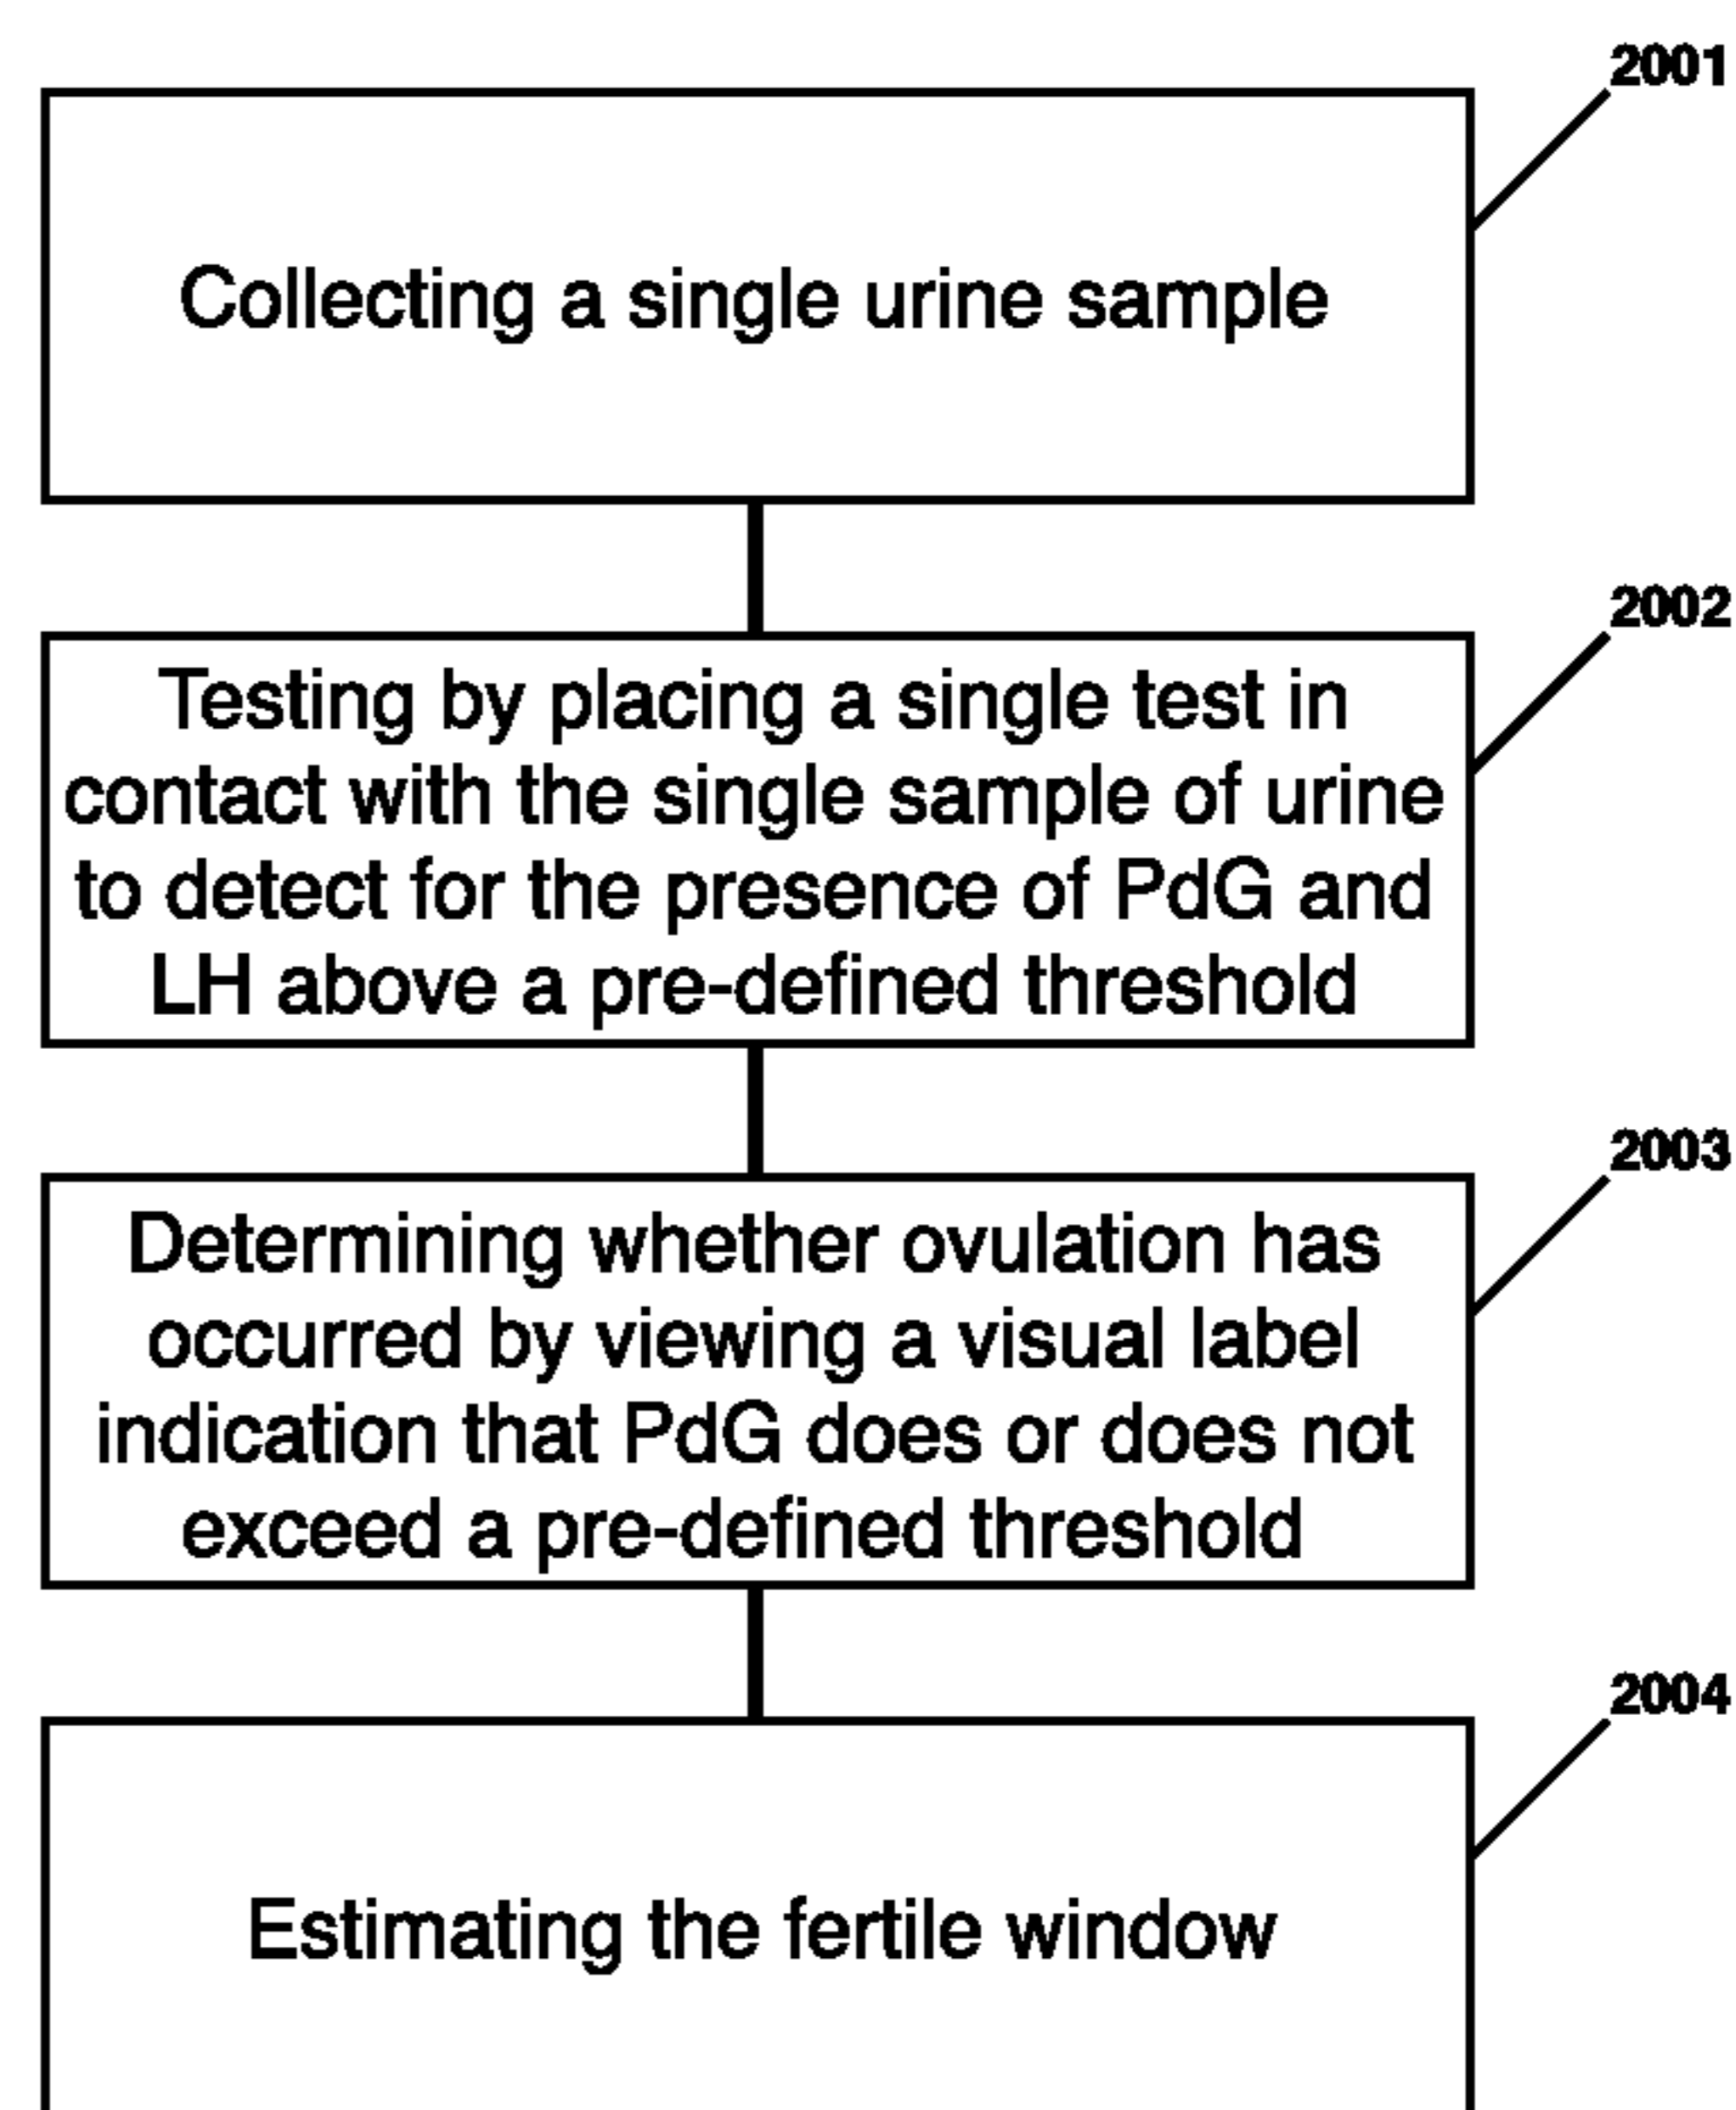 2001
Collecting a single urine sample
2002
Testing by placing a single test in
contact with the single sample of urine
to detect for the presence of PdG and
LH above a pre-defined threshold
2003
Determining whether ovulation has
occurred by viewing a visual label
indication that PdG does or does not
exceed a pre-defined threshold
2004
Estimating the fertile window